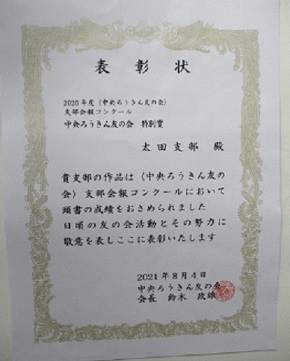 表彰状
2020年度〈中央ろうきん友の会〉
支部会報コンクール
中央ろうきん友の会 特別賞
太田支部 殿
貴支部の作品は〈中央ろうきん友の
会〉支部会報コンクールにおいて
頭書の成績をおさめられました
日頃の友の会活動とその努力に
敬意を表しここに表彰いたします
2021年8月4日
中央ろうきん友の会
会長 鈴木 政雄